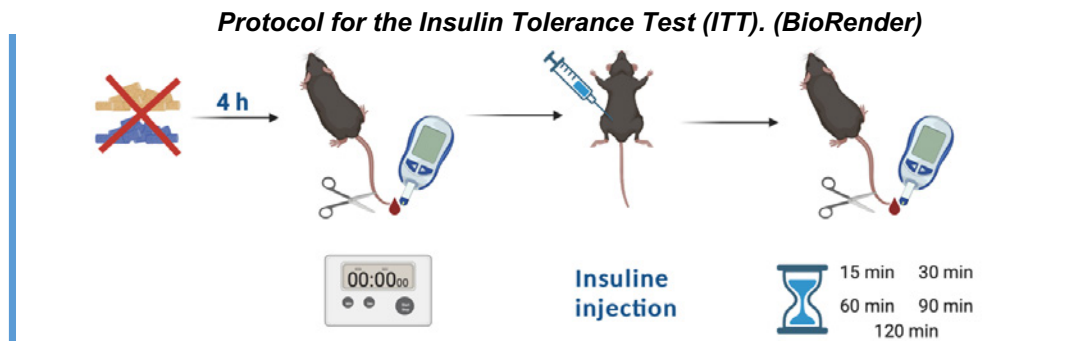 Protocol for the Insulin Tolerance Test (ITT). (BioRender)
4 h
00:00 00
Insuline
injection
15 min 30 min
60 min 90 min
120 min